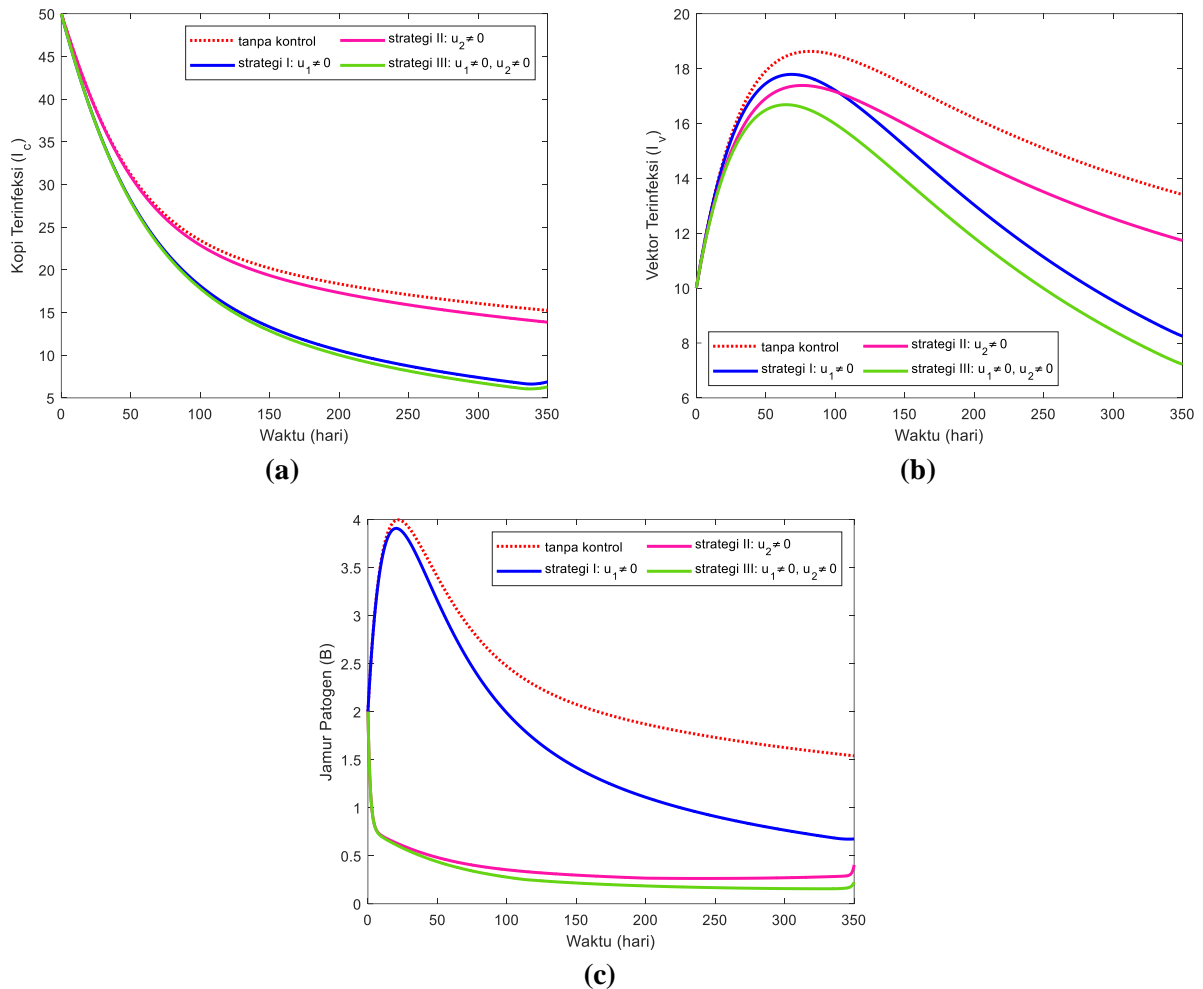 50
45
40
35
30
25
20
15
10
5
Kopi Terinfeksi (I_c)
tanpa kontrol
strategi I: u_1≠ 0
strategi II: u_2≠ 0
strategi III: u_1≠ 0, u_2≠ 0
0 50 100 150 200 250 300 350
Waktu (hari)
(a)
20
18
16
14
12
10
8
6
Vektor Terinfeksi (I_v)
tanpa kontrol
strategi I: u_1≠ 0
strategi II: u_2≠ 0
strategi III: u_1≠ 0, u_2≠ 0
0 50 100 150 200 250 300 350
Waktu (hari)
(b)
4
3.5
3
2.5
2
1.5
1
0.5
0
Jamur Patogen (B)
tanpa kontrol
strategi I: u_1≠ 0
strategi II: u_2≠ 0
strategi III: u_1≠ 0, u_2≠ 0
0 50 100 150 200 250 300 350
Waktu (hari)
(c)